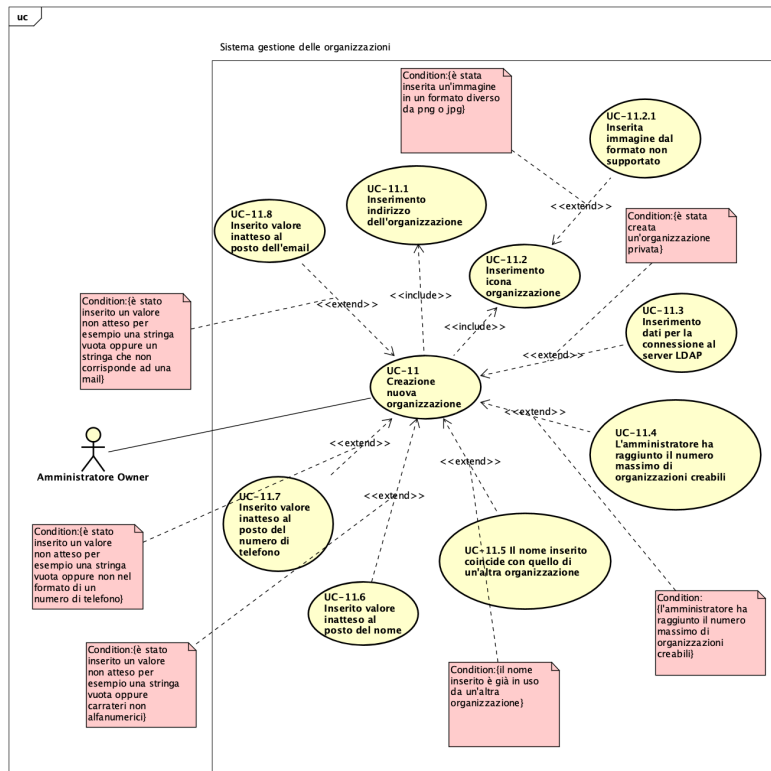 uc
Sistema gestione delle organizzazioni
Condition:{è stata
inserita un'immagine
in un formato diverso
da png o jpg}
UC-11.2.1
Inserita
immagine dal
formato non
supportato
UC-11.1
Inserimento
indirizzo
dell'organizzazione
UC-11.8
Inserito valore
inatteso al
posto dell'email
<<extend>>
Condition:{è stata
creata
un'organizzazione
privata}
UC-11.2
Inserimento
icona
organizzazione
Condition:{è stato
inserito un valore
non atteso per
esempio una stringa
vuota oppure un
stringa che non
corrisponde ad una
mail}
<<include>>
<<extend>>
<<include>>
UC-11.3
Inserimento
dati per la
connessione al
server LDAP
<<extend>>
UC-11
Creazione
nuova
organizzazione
<<extend>>
UC-11.4
L'amministratore ha
raggiunto il numero
massimo di
organizzazioni creabili
Amministratore Owner
<<extend>>
<<extend>>
<<extend>>
UC-11.7
Inserito valore
inatteso al
posto del
numero di
telefono
Condition:{è stato
inserito un valore
non atteso per
esempio una stringa
vuota oppure non nel
formato di un
numero di telefono}
UC-11.5 Il nome inserito
coincide con quello di
un'altra organizzazione
UC-11.6
Inserito valore
inatteso al
posto del nome
Condition:
{l'amministratore ha
raggiunto il numero
massimo di
organizzazioni
creabili}
Condition:{è stato
inserito un valore
non atteso per
esempio una stringa
vuota oppure
carrateri non
alfanumerici}
Condition:{il nome
inserito è già in uso
da un'altra
organizzazione}